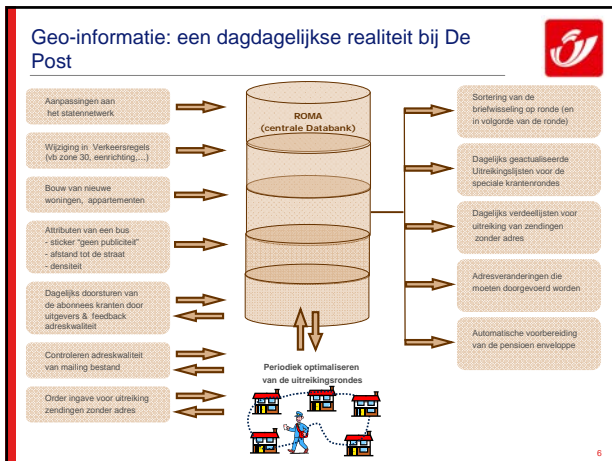 Geo-informatie: een dagdagelijkse realiteit bij De
Post
Aanpassingen aan
het statennetwerk
Wijziging in Verkeersregels
(vb zone 30, eenrichting,...)
Bouw van nieuwe
woningen, appartementen
Attributen van een bus
- sticker "geen publiciteit"
- afstand tot de straat
- densiteit
Dagelijks doorsturen van
de abonnees kranten door
uitgevers & feedback
adreskwaliteit
Controleren adreskwaliteit
van mailing bestand
Order ingave voor uitreiking
zendingen zonder adres
ROMA
(centrale Databank)
Periodiek optimaliseren
van de uitreikingsrondes
Sortering van de
briefwisseling op ronde (en
in volgorde van de ronde)
Dagelijks geactualiseerde
Uitreikingslijsten voor de
speciale krantenrondes
Dagelijks verdeellijsten voor
uitreiking van zendingen
zonder adres
Adresveranderingen die
moeten doorgevoerd worden
Automatische voorbereiding
van de pensioen enveloppe
6